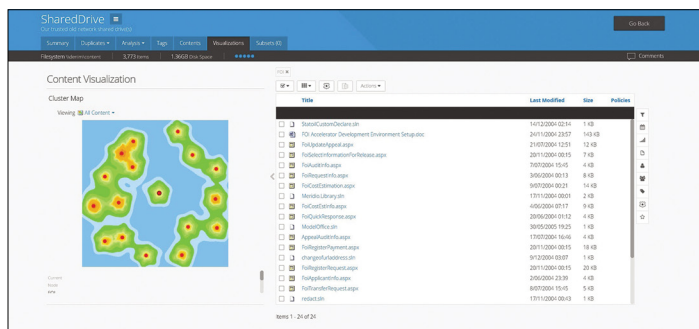 SharedDrive
Our trusted old network shared drive(s)
Go Back
Summary Duplicates Analysis Tags Contents Visualizations Subsets (0)
3,773 items 1.36GB Disk Space Comments
Content Visualization
Cluster Map
Viewing All Content
Actions
Title Last Modified Size Policies
StatoilCustomDeclare.sln 14/12/2004 02:14 1 KB
FOI Accelerator Development Environment Setup.doc 24/11/2004 23:57 143 KB
FoiUpdateAppeal.aspx 21/07/2004 12:51 12 KB
FoiSelectInformationForRelease.aspx 20/11/2004 00:15 7 KB
FoiAuditInfo.aspx 7/07/2004 15:45 4 KB
FoiRequestInfo.aspx 3/06/2004 00:13 8 KB
FoiCostEstimation.aspx 9/07/2004 00:21 14 KB
Meridio.Library.sln 17/11/2004 00:01 2 KB
FoiCostEstInfo.aspx 4/06/2004 07:17 9 KB
FoiQuickResponse.aspx 20/06/2004 01:12 4 KB
ModelOffice.sln 30/05/2005 19:25 1 KB
AppealAuditInfo.aspx 17/07/2004 16:46 4 KB
FoiRegisterPayment.aspx 20/11/2004 00:15 18 KB
changeofurladdress.sln 9/12/2004 03:07 1 KB
FoiRegisterRequest.aspx 20/11/2004 00:15 20 KB
FoiApplicantInfo.aspx 2/06/2004 23:39 4 KB
FoiTransferRequest.aspx 8/07/2004 15:45 5 KB
redact.sln 17/11/2004 00:43 1 KB
Items 1 - 24 of 24